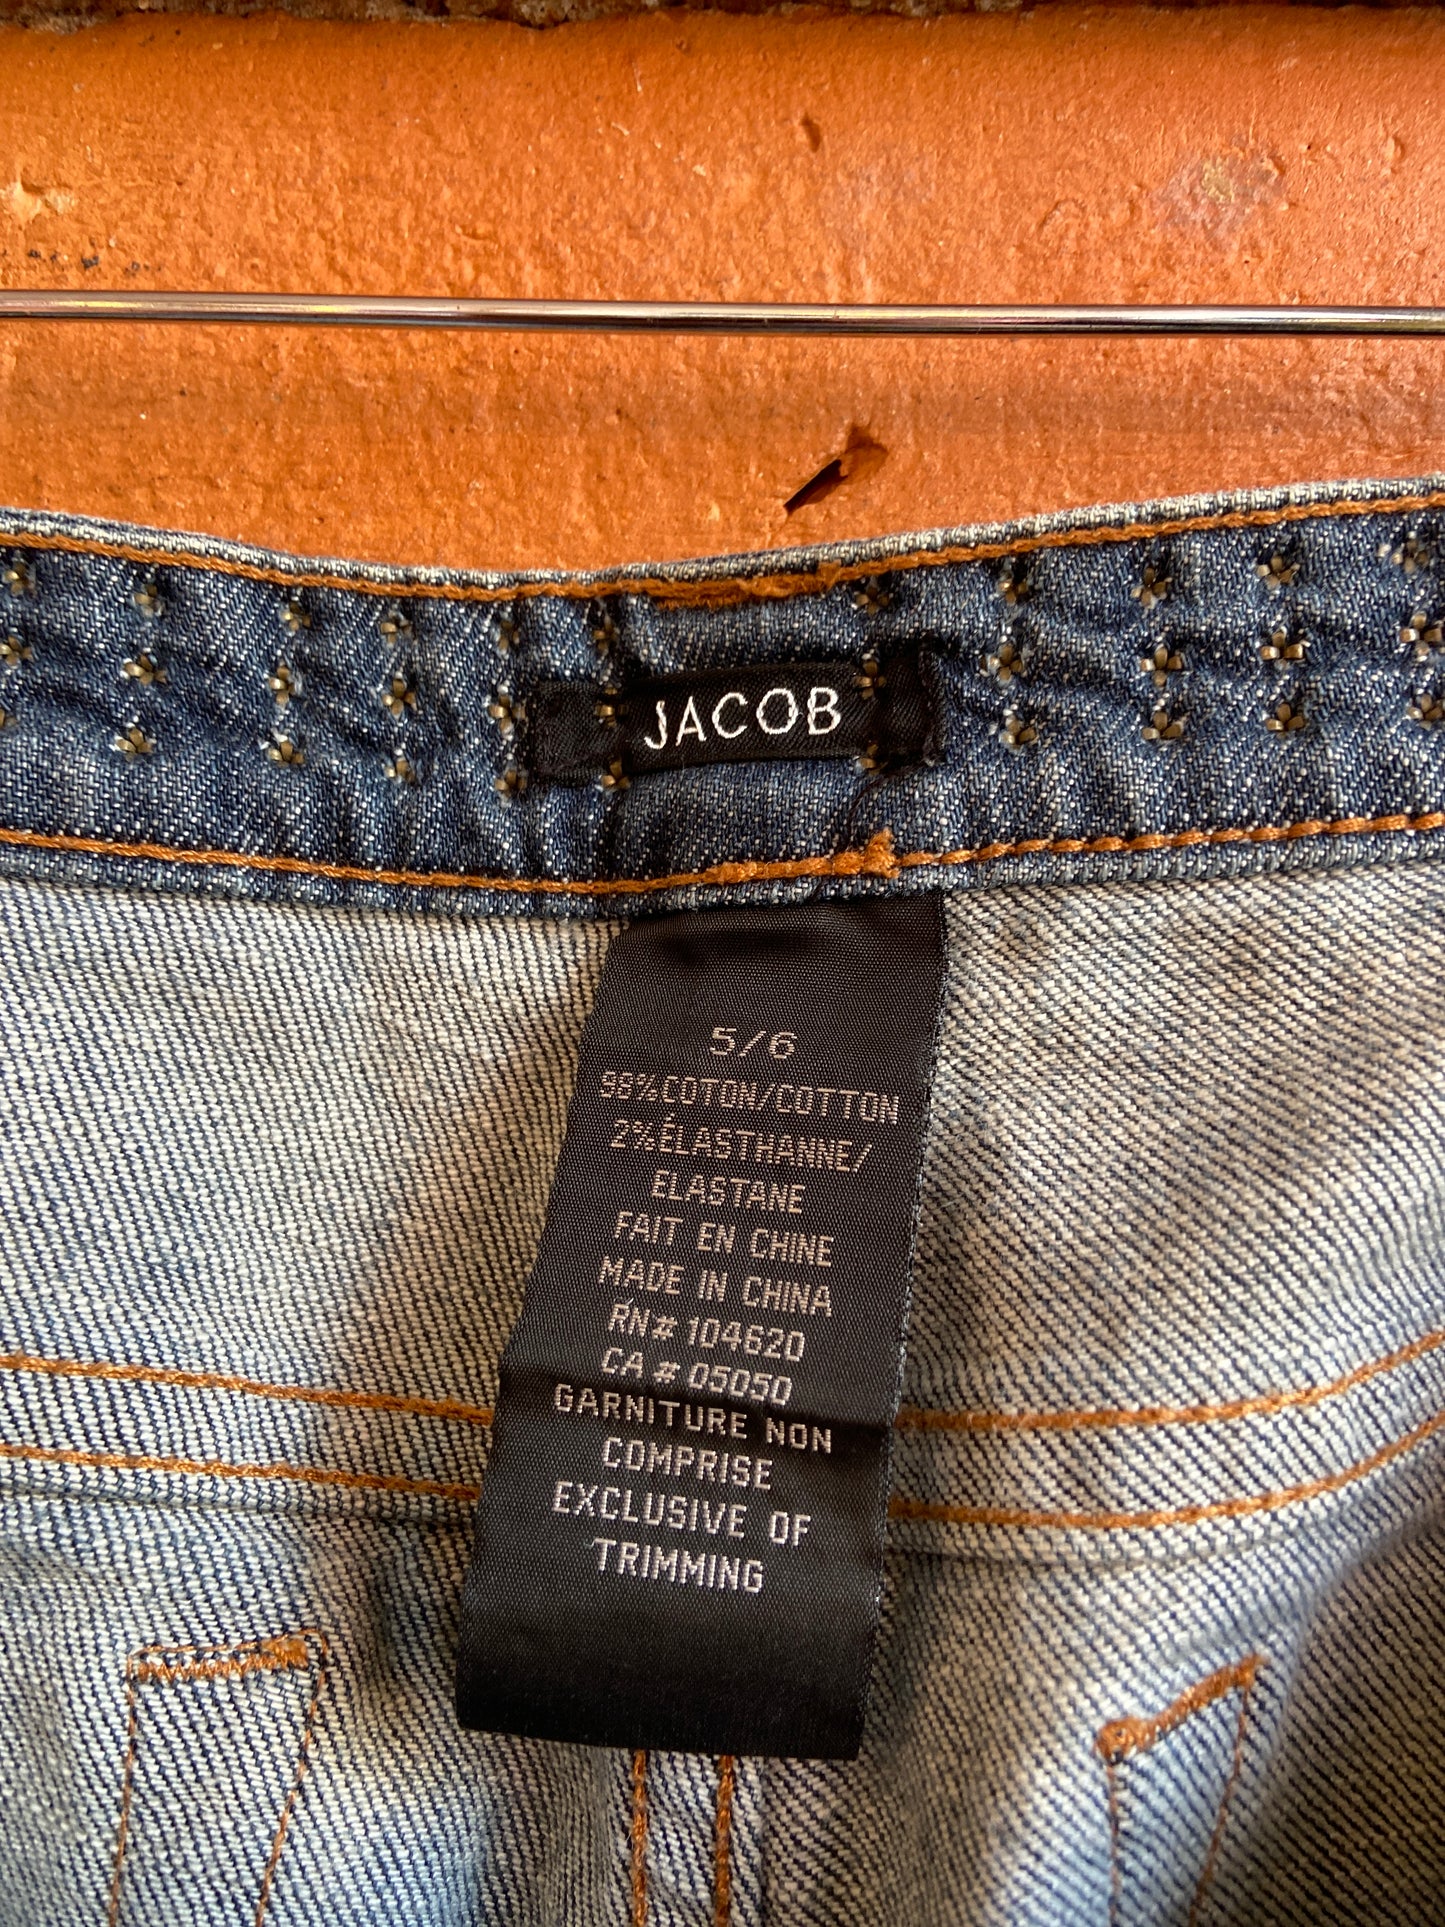 JACOB
5/6
98%COTON/COTTON
2%ÉLASTHANNE/
ELASTANE
FAIT EN CHINE
MADE IN CHINA
RN# 104620
CA # 05050
GARNITURE NON
COMPRISE
EXCLUSIVE OF
TRIMMING